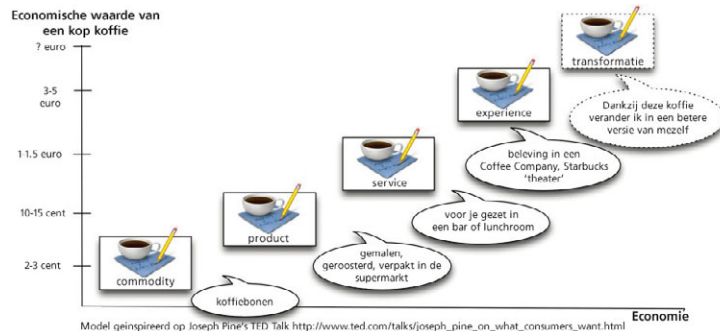 Economische waarde van
een kop koffie
? euro
3-5
euro
1-1.5 euro
10-15 cent
2-3 cent
commodity
product
service
experience
transformatie
koffiebonen
gemalen,
geroosterd, verpakt in de
supermarkt
voor je gezet in
een bar of lunchroom
beleving in een
Coffee Company, Starbucks
'theater'
Dankzij deze koffie
verander ik in een betere
versie van mezelf
Economie
Model geinspireerd op Joseph Pine's TED Talk http://www.ted.com/talks/joseph_pine_on_what_consumers_want.html